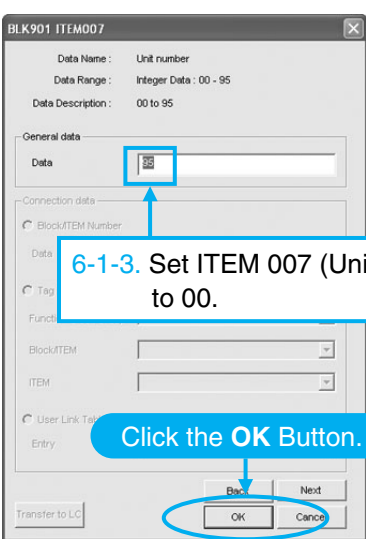 BLK901 ITEM007
Data Name : Unit number
Data Range : Integer Data : 00 - 95
Data Description : 00 to 95
General data
Data 95
Connection data
Block/ITEM Number
Data
6-1-3. Set ITEM 007 (Uni
to 00.
Tag
Functi
Block/ITEM
ITEM
User Link Tab
Click the OK Button.
Entry
Back Next
Transfer to LC OK Cancel